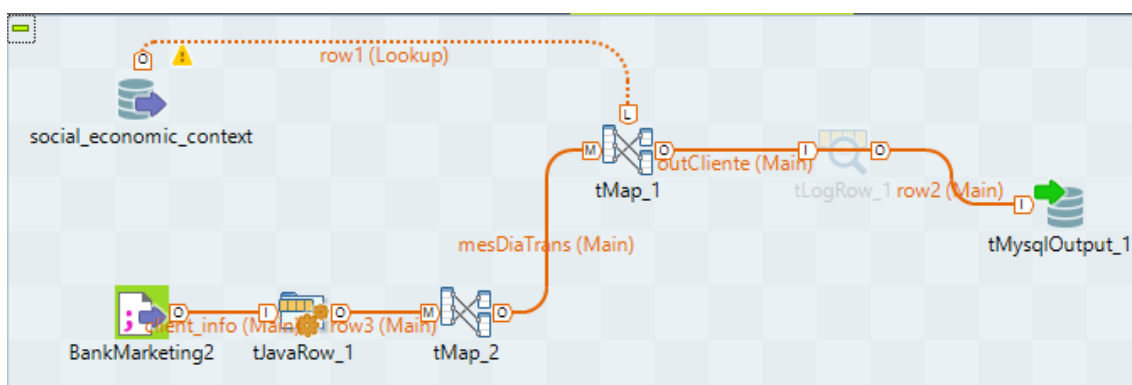 row1 (Lookup)
O
L
social_economic_context
M
O
outCliente (Main)
I
O
tMap_1
tLogRow_1
row2 (Main)
I
mesDiaTrans (Main)
tMysqlOutput_1
O
client_info (Main)
I
O
row3 (Main)
M
O
BankMarketing2
tJavaRow_1
tMap_2